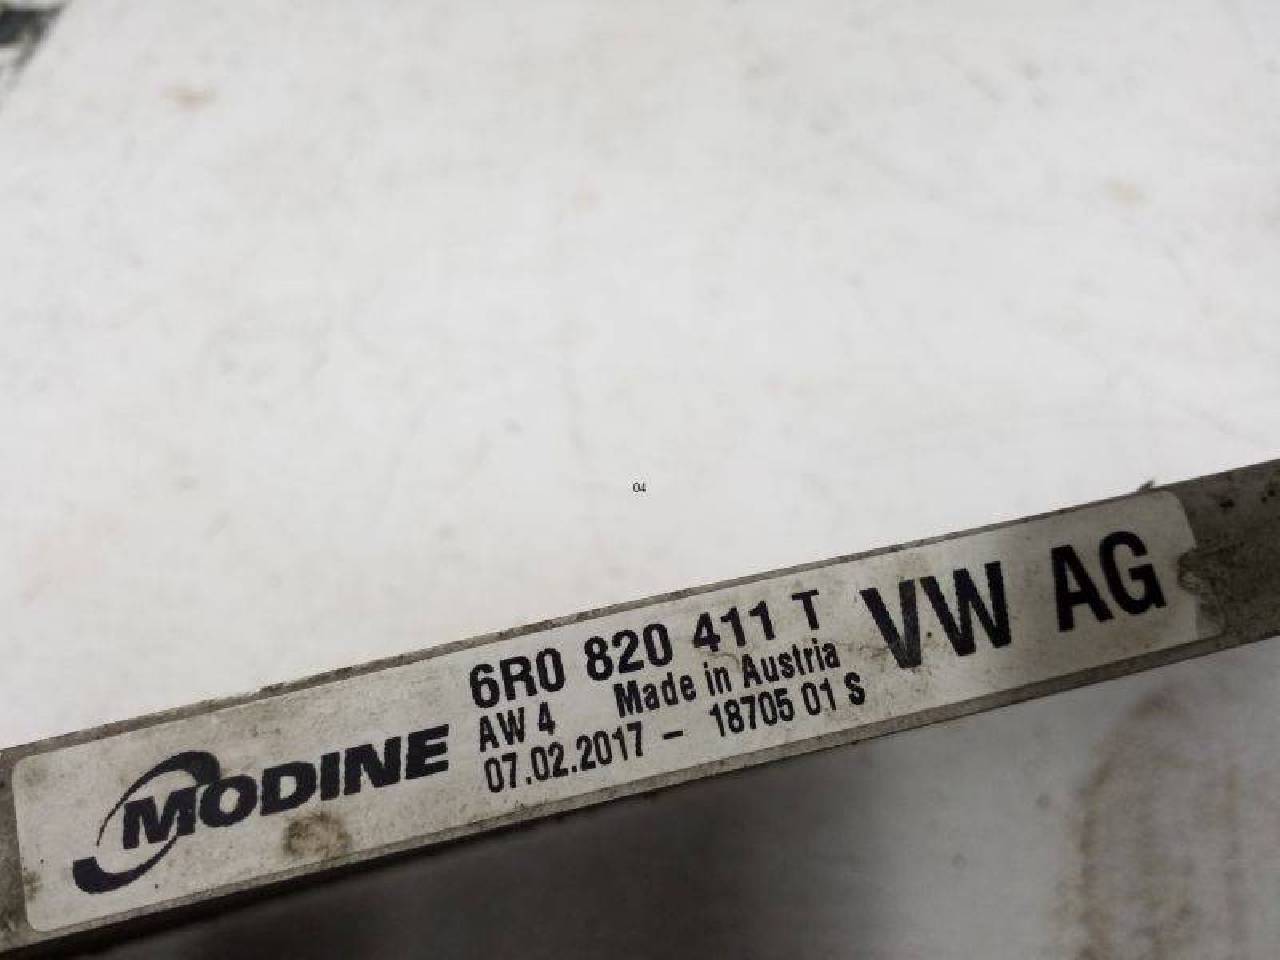 04
MODINE
6R0 820 411 T
AW 4 Made in Austria
07.02.2017 - 18705 01 S
VW AG